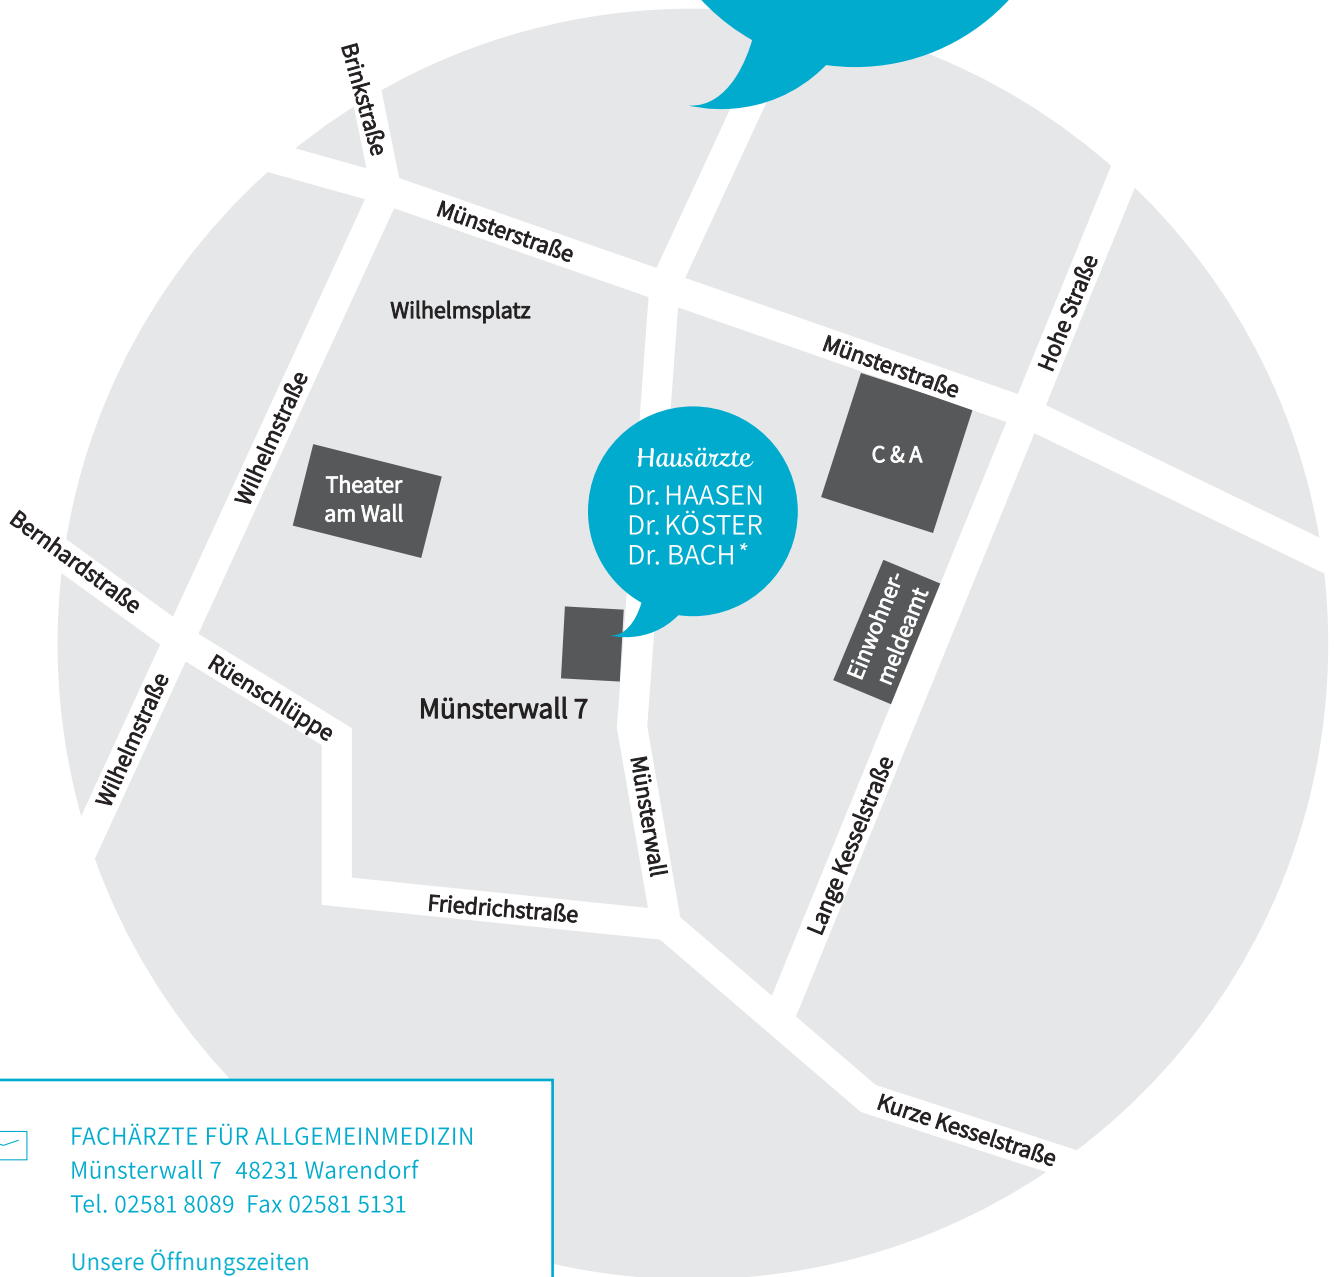 Brinkstraße
Münsterstraße
Wilhelmsplatz
Hohe Straße
Münsterstraße
Wilhelmstraße
Theater
am Wall
Hausärzte
Dr. HAASEN
Dr. KÖSTER
Dr. BACH*
C & A
Bernhardstraße
Einwohner-
meldeamt
Rüenschlüppe
Wilhelmstraße
Münsterwall 7
Münsterwall
Lange Kesselstraße
Friedrichstraße
Kurze Kesselstraße
FACHÄRZTE FÜR ALLGEMEINMEDIZIN
Münsterwall 7 48231 Warendorf
Tel. 02581 8089 Fax 02581 5131
Unsere Öffnungszeiten